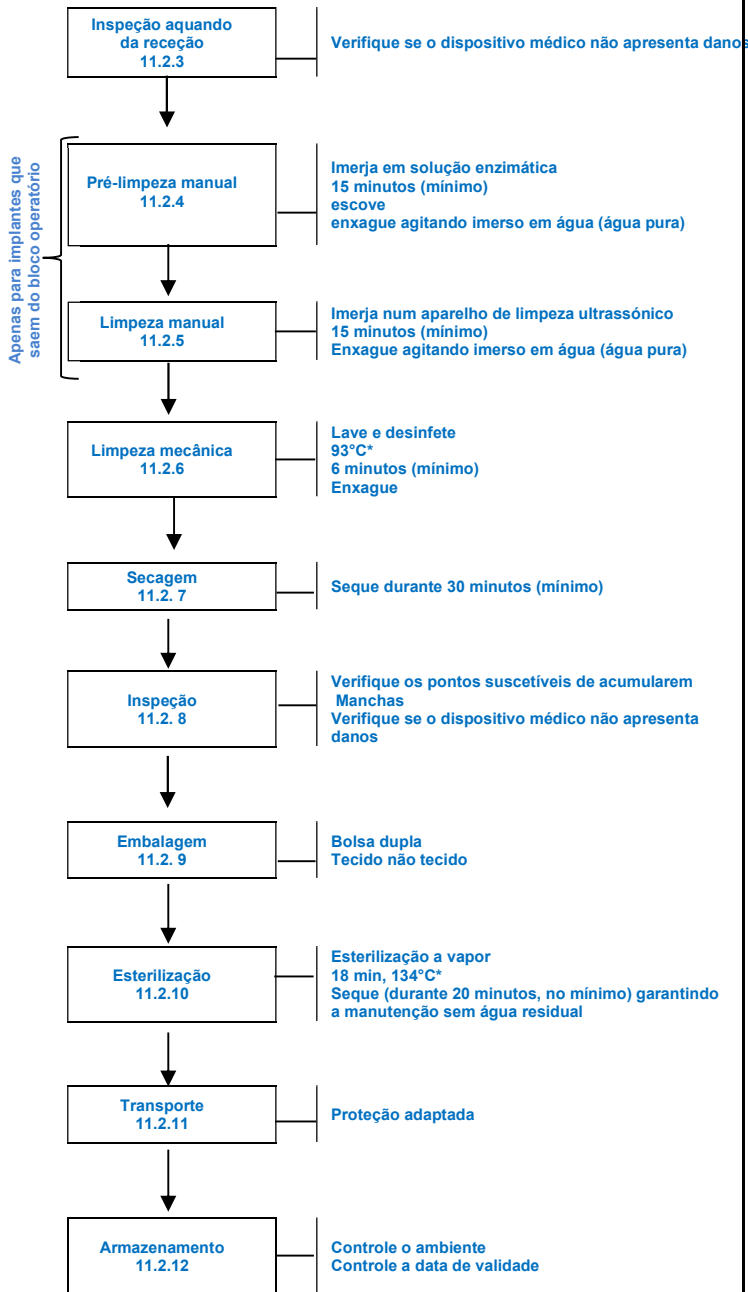 Inspeção aquando
da receção
11.2.3
Verifique se o dispositivo médico não apresenta danos
Apenas para implantes que
saem do bloco operatório
Pré-limpeza manual
11.2.4
Imerja em solução enzimática
15 minutos (mínimo)
escove
enxague agitando imerso em água (água pura)
Limpeza manual
11.2.5
Imerja num aparelho de limpeza ultrassónico
15 minutos (mínimo)
Enxague agitando imerso em água (água pura)
Limpeza mecânica
11.2.6
Lave e desinfete
93°C*
6 minutos (mínimo)
Enxague
Secagem
11.2. 7
Seque durante 30 minutos (mínimo)
Inspeção
11.2. 8
Verifique os pontos suscetíveis de acumularem
Manchas
Verifique se o dispositivo médico não apresenta
danos
Embalagem
11.2. 9
Bolsa dupla
Tecido não tecido
Esterilização
11.2.10
Esterilização a vapor
18 min, 134°C*
Seque (durante 20 minutos, no mínimo) garantindo
a manutenção sem água residual
Transporte
11.2.11
Proteção adaptada
Armazenamento
11.2.12
Controle o ambiente
Controle a data de validade